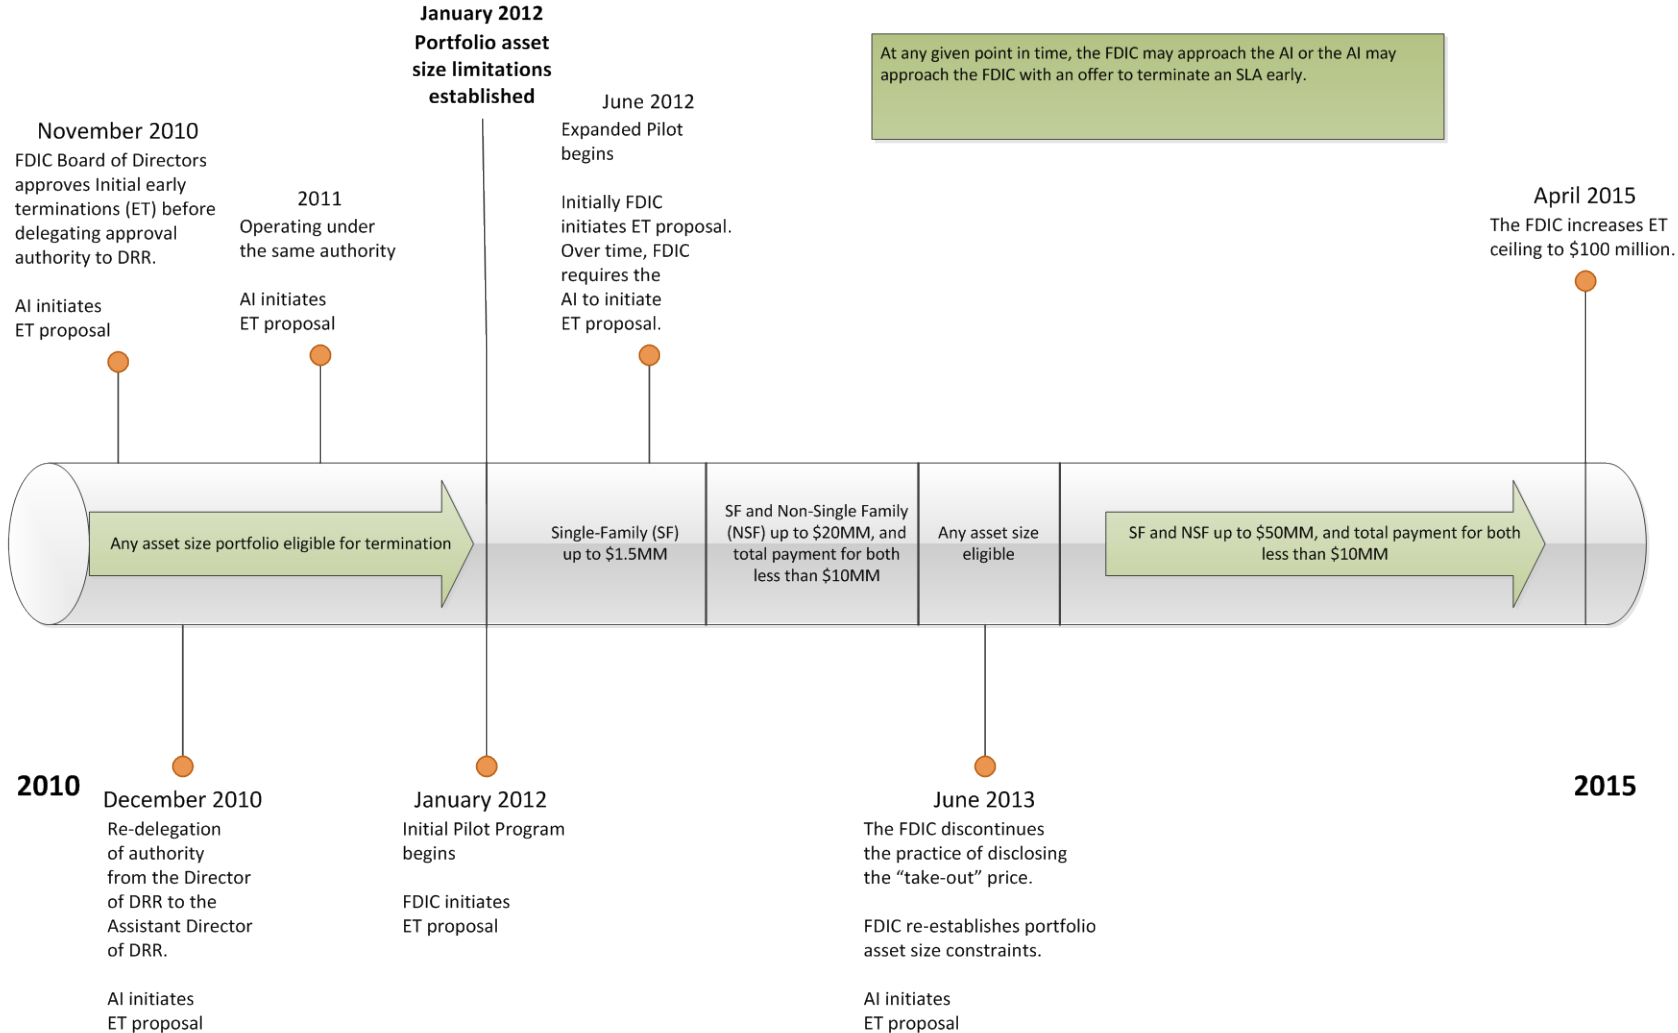 January 2012
Portfolio asset
size limitations
established
At any given point in time, the FDIC may approach the AI or the AI may
approach the FDIC with an offer to terminate an SLA early.
November 2010
FDIC Board of Directors
approves Initial early
terminations (ET) before
delegating approval
authority to DRR.
AI initiates
ET proposal
2011
Operating under
the same authority
AI initiates
ET proposal
June 2012
Expanded Pilot
begins
Initially FDIC
initiates ET proposal.
Over time, FDIC
requires the
AI to initiate
ET proposal.
April 2015
The FDIC increases ET
ceiling to $100 million.
Any asset size portfolio eligible for termination
Single-Family (SF)
up to $1.5MM
SF and Non-Single Family
(NSF) up to $20MM, and
total payment for both
less than $10MM
Any asset size
eligible
SF and NSF up to $50MM, and total payment for both
less than $10MM
2010
December 2010
Re-delegation
of authority
from the Director
of DRR to the
Assistant Director
of DRR.
AI initiates
ET proposal
January 2012
Initial Pilot Program
begins
FDIC initiates
ET proposal
June 2013
The FDIC discontinues
the practice of disclosing
the “take-out” price.
FDIC re-establishes portfolio
asset size constraints.
AI initiates
ET proposal
2015